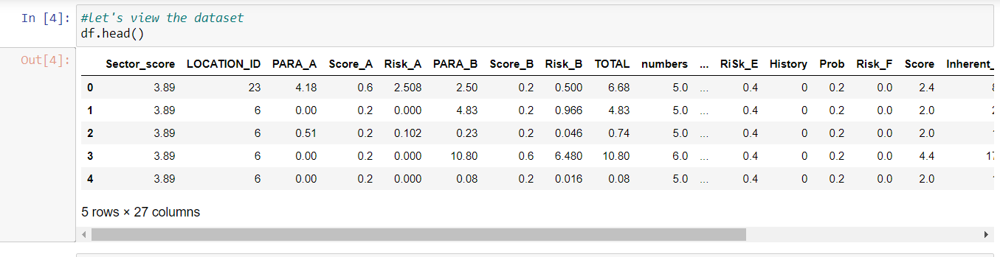 In [4]: #let's view the dataset
df.head()
Out[4]:
Sector_score LOCATION_ID PARA_A Score_A Risk_A PARA_B Score_B Risk_B TOTAL numbers ... RiSk_E History Prob Risk_F Score Inherent_
0 3.89 23 4.18 0.6 2.508 2.50 0.2 0.500 6.68 5.0 ... 0.4 0 0.2 0.0 2.4
1 3.89 6 0.00 0.2 0.000 4.83 0.2 0.966 4.83 5.0 ... 0.4 0 0.2 0.0 2.0
2 3.89 6 0.51 0.2 0.102 0.23 0.2 0.046 0.74 5.0 ... 0.4 0 0.2 0.0 2.0
3 3.89 6 0.00 0.2 0.000 10.80 0.6 6.480 10.80 6.0 ... 0.4 0 0.2 0.0 4.4
4 3.89 6 0.00 0.2 0.000 0.08 0.2 0.016 0.08 5.0 ... 0.4 0 0.2 0.0 2.0
5 rows × 27 columns